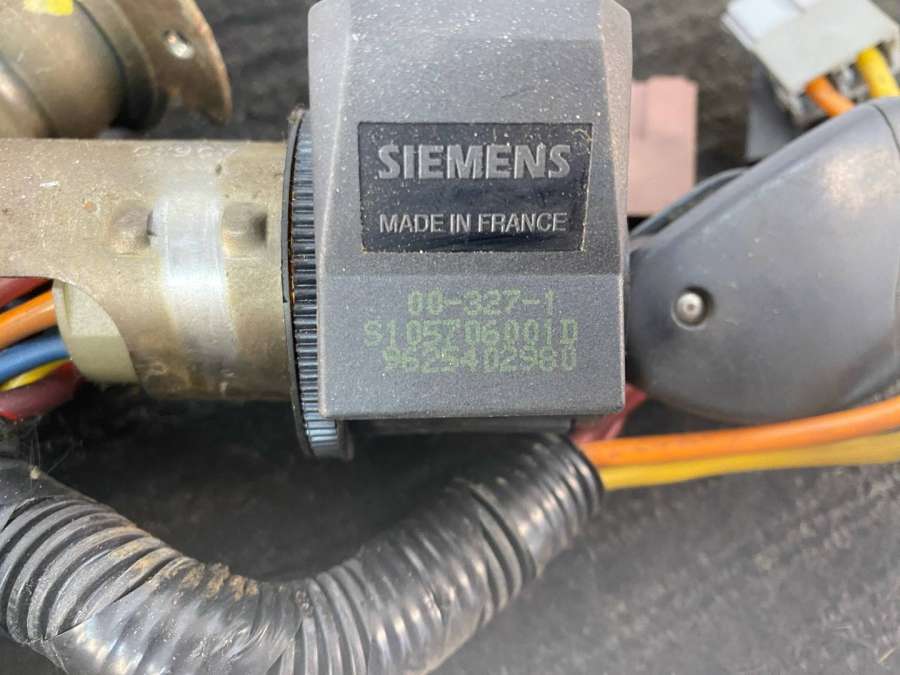 SIEMENS
MADE IN FRANCE
00-327-1
S105706001D
9625402980